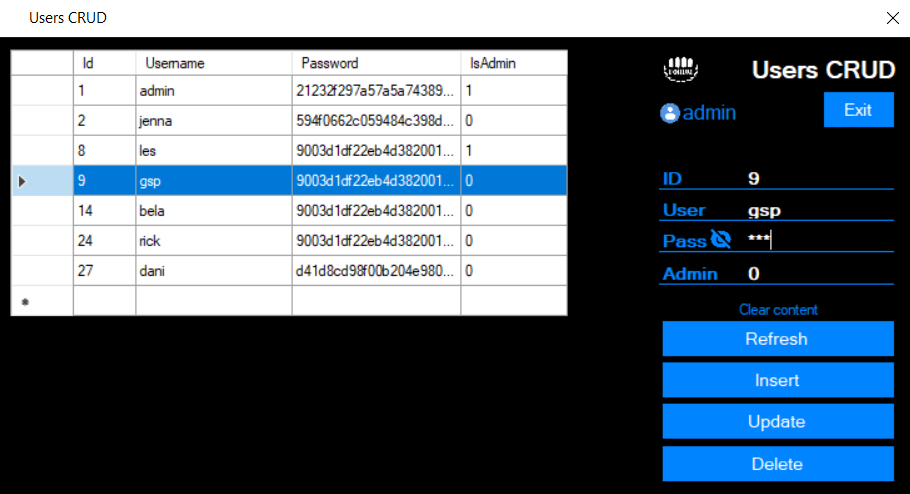 Users CRUD
Id Username Password IsAdmin
1 admin 21232f297a57a5a74389... 1
2 jenna 594f0662c059484c398d... 0
8 les 9003d1df22eb4d382001... 1
9 gsp 9003d1df22eb4d382001... 0
14 bela 9003d1df22eb4d382001... 0
24 rick 9003d1df22eb4d382001... 0
27 dani d41d8cd98f00b204e980... 0
Users CRUD
admin Exit
ID 9
User gsp
Pass ***
Admin 0
Clear content
Refresh
Insert
Update
Delete